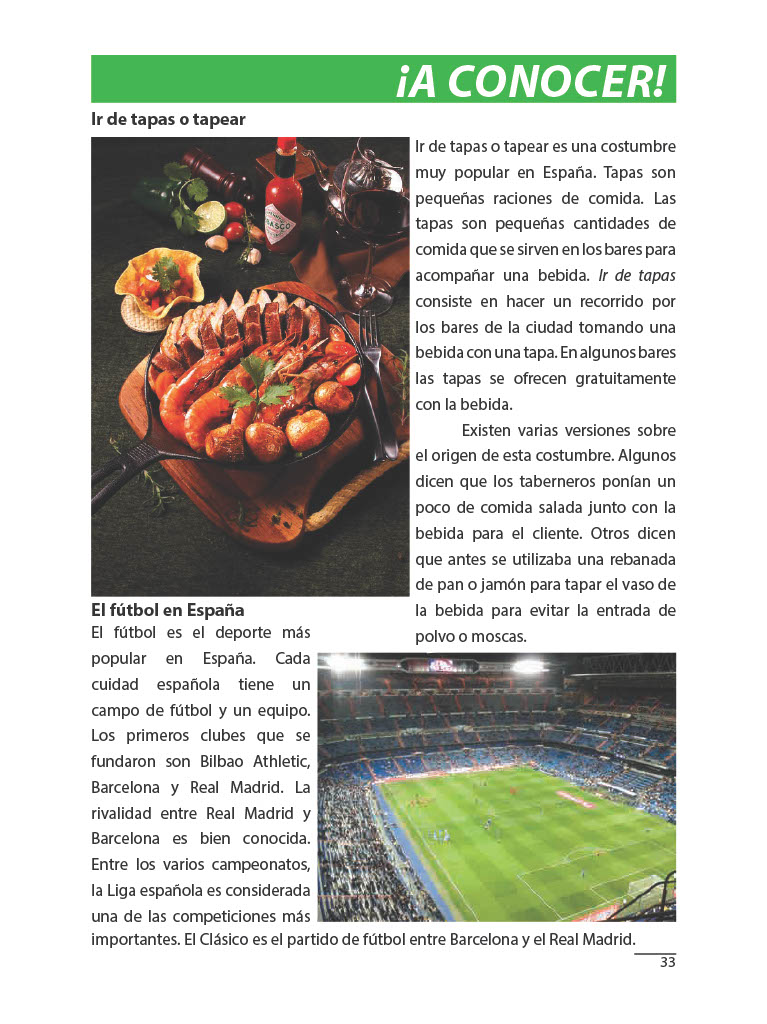 ¡A CONOCER!
Ir de tapas o tapear
Ir de tapas o tapear es una costumbre
muy popular en España. Tapas son
pequeñas raciones de comida. Las
tapas son pequeñas cantidades de
comida que se sirven en los bares para
acompañar una bebida. Ir de tapas
consiste en hacer un recorrido por
los bares de la ciudad tomando una
bebida con una tapa. En algunos bares
las tapas se ofrecen gratuitamente
con la bebida.
Existen varias versiones sobre
el origen de esta costumbre. Algunos
dicen que los taberneros ponían un
poco de comida salada junto con la
bebida para el cliente. Otros dicen
que antes se utilizaba una rebanada
de pan o jamón para tapar el vaso de
la bebida para evitar la entrada de
polvo o moscas.
El fútbol en España
El fútbol es el deporte más
popular en España. Cada
cuidad española tiene un
campo de fútbol y un equipo.
Los primeros clubes que se
fundaron son Bilbao Athletic,
Barcelona y Real Madrid. La
rivalidad entre Real Madrid y
Barcelona es bien conocida.
Entre los varios campeonatos,
la Liga española es considerada
una de las competiciones más
importantes. El Clásico es el partido de fútbol entre Barcelona y el Real Madrid.
33